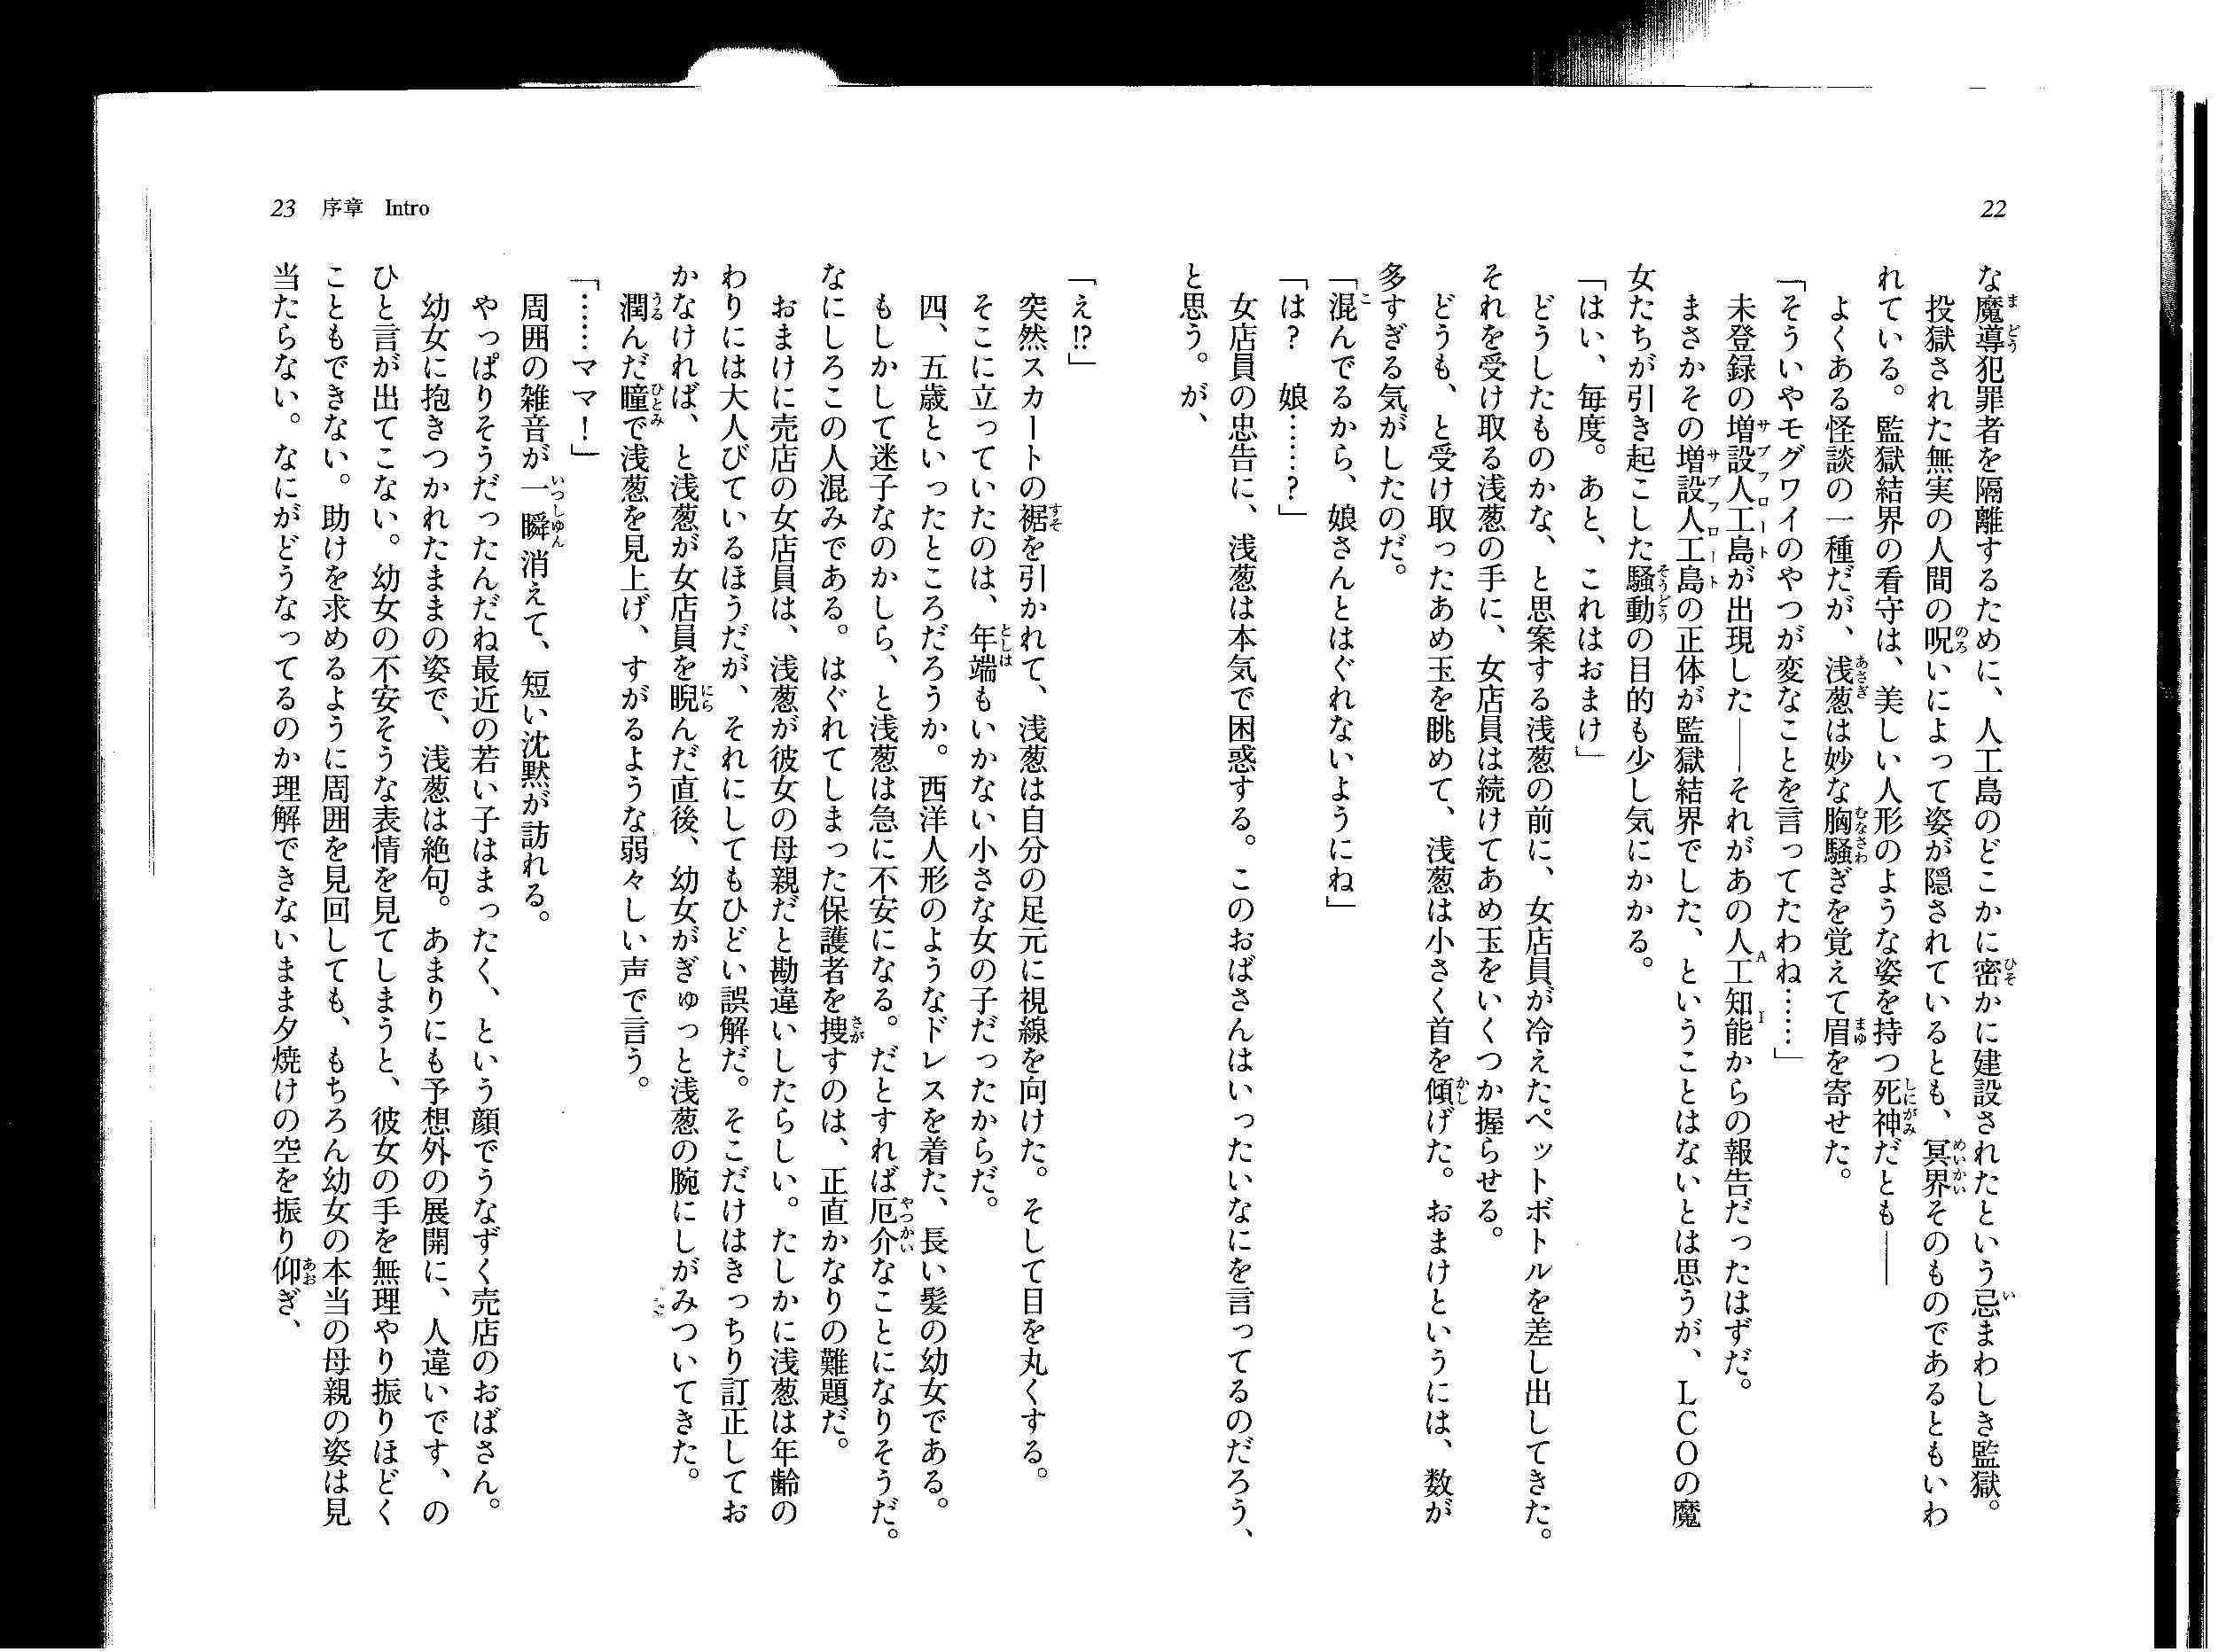 22
な魔導犯罪者を隔離するために、人工島のどこかに密かに建設されたという忌まわしき監獄。
投獄された無実の人間の呪いによって姿が隠されているとも、冥界そのものであるともいわ
れている。監獄結界の看守は、美しい人形のような姿を持つ死神だとも――
よくある怪談の一種だが、浅葱は妙な胸騒ぎを覚えて眉を寄せた。
「そういやモグワイのやつが変なことを言ってたわね……」
未登録の増設人工島が出現した――それがあの人工知能からの報告だったはずだ。
まさかその増設人工島の正体が監獄結界でした、ということはないとは思うが、LCOの魔
女たちが引き起こした騒動の目的も少し気にかかる。
「はい、毎度。あと、これはおまけ」
どうしたものかな、と思案する浅葱の前に、女店員が冷えたペットボトルを差し出してきた。
それを受け取る浅葱の手に、女店員は続けてあめ玉をいくつか握らせる。
どうも、と受け取ったあめ玉を眺めて、浅葱は小さく首を傾げた。おまけというには、数が
多すぎる気がしたのだ。
「混んでるから、娘さんとはぐれないようにね」
「は？　娘……？」
女店員の忠告に、浅葱は本気で困惑する。このおばさんはいったいなにを言ってるのだろう、
と思う。が、
「え!?」
突然スカートの裾を引かれて、浅葱は自分の足元に視線を向けた。そして目を丸くする。
そこに立っていたのは、年端もいかない小さな女の子だったからだ。
四、五歳といったところだろうか。西洋人形のようなドレスを着た、長い髪の幼女である。
もしかして迷子なのかしら、と浅葱は急に不安になる。だとすれば厄介なことになりそうだ。
なにしろこの人混みである。はぐれてしまった保護者を捜すのは、正直かなりの難題だ。
おまけに売店の女店員は、浅葱が彼女の母親だと勘違いしたらしい。たしかに浅葱は年齢の
わりには大人びているほうだが、それにしてもひどい誤解だ。そこだけはきっちり訂正してお
かなければ、と浅葱が女店員を睨んだ直後、幼女がぎゅっと浅葱の腕にしがみついてきた。
潤んだ瞳で浅葱を見上げ、すがるような弱々しい声で言う。
「……ママ！」
周囲の雑音が一瞬消えて、短い沈黙が訪れる。
やっぱりそうだったんだね最近の若い子はまったく、という顔でうなずく売店のおばさん。
幼女に抱きつかれたままの姿で、浅葱は絶句。あまりにも予想外の展開に、人違いです、の
ひと言が出てこない。幼女の不安そうな表情を見てしまうと、彼女の手を無理やり振りほどく
こともできない。助けを求めるように周囲を見回しても、もちろん幼女の本当の母親の姿は見
当たらない。なにがどうなってるのか理解できないまま夕焼けの空を振り仰ぎ、
23　序章　Intro